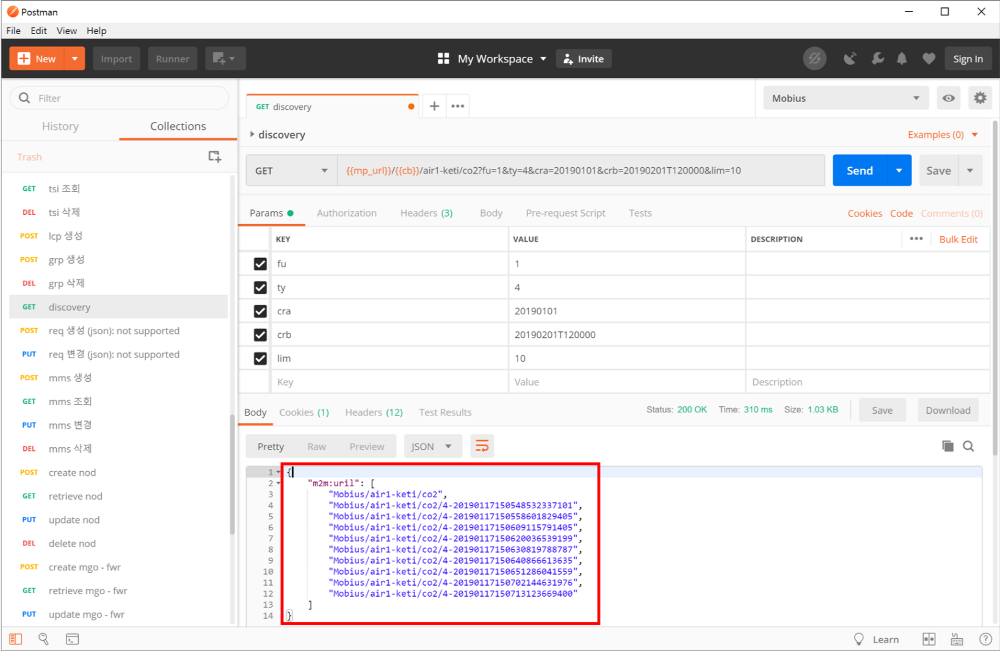 Postman
File Edit View Help
New Import Runner My Workspace Invite Sign In
Filter
History Collections
Trash
GET tsi 조회
DEL tsi 삭제
POST lcp 생성
POST grp 생성
DEL grp 삭제
GET discovery
POST req 생성 (json): not supported
PUT req 변경 (json): not supported
POST mms 생성
GET mms 조회
PUT mms 변경
DEL mms 삭제
POST create nod
GET retrieve nod
PUT update nod
DEL delete nod
POST create mgo - fwr
GET retrieve mgo - fwr
PUT update mgo - fwr
GET discovery
Mobius
discovery
Examples (0)
GET {{mp_url}}/{{cb}}/air1-keti/co2?fu=1&ty=4&cra=20190101&crb=20190201T120000&lim=10 Send Save
Params Authorization Headers (3) Body Pre-request Script Tests Cookies Code Comments (0)
KEY VALUE DESCRIPTION Bulk Edit
fu 1
ty 4
cra 20190101
crb 20190201T120000
lim 10
Key Value Description
Body Cookies (1) Headers (12) Test Results Status: 200 OK Time: 310 ms Size: 1.03 KB Save Download
Pretty Raw Preview JSON
1 {
2 "m2m:uril": [
3 "Mobius/air1-keti/co2",
4 "Mobius/air1-keti/co2/4-20190117150548532337101",
5 "Mobius/air1-keti/co2/4-20190117150558601829405",
6 "Mobius/air1-keti/co2/4-20190117150609115791405",
7 "Mobius/air1-keti/co2/4-20190117150620036539199",
8 "Mobius/air1-keti/co2/4-20190117150630819788787",
9 "Mobius/air1-keti/co2/4-20190117150640866613635",
10 "Mobius/air1-keti/co2/4-20190117150651286041559",
11 "Mobius/air1-keti/co2/4-20190117150702144631976",
12 "Mobius/air1-keti/co2/4-20190117150713123669400"
13 ]
14 }
Learn